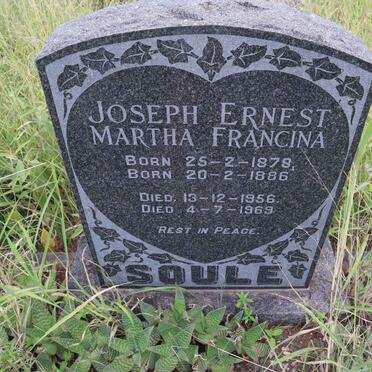 JOSEPH ERNEST
MARTHA FRANCINA
BORN 25-2-1879,
BORN 20-2-1886
DIED. 13-12-1956.
DIED 4-7-1969
REST IN PEACE.
SOULE